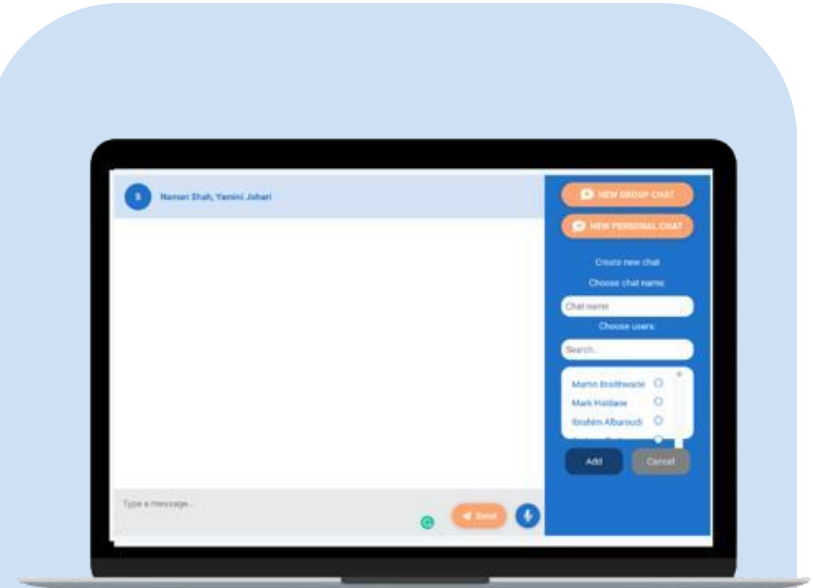 S
Naman Shah, Yamini Johari
Type a message...
Send
NEW GROUP CHAT
NEW PERSONAL CHAT
Create new chat
Choose chat name:
Chat name
Choose users:
Search...
Martin Braithwaite
Mark Haldane
Ibrahim Albaroudi
Add
Cancel